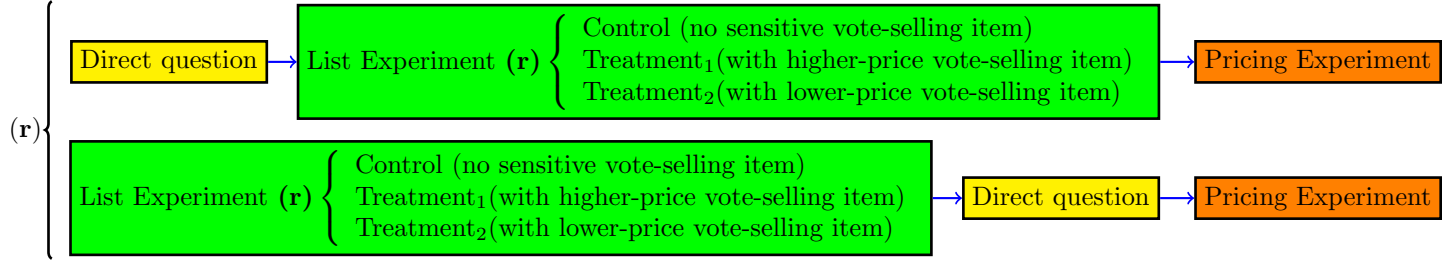 Control (no sensitive vote-selling item)
Direct question List Experiment (r) Treatment₁(with higher-price vote-selling item) Pricing Experiment
Treatment₂(with lower-price vote-selling item)
(r)
Control (no sensitive vote-selling item)
List Experiment (r) Treatment₁(with higher-price vote-selling item) Direct question Pricing Experiment
Treatment₂(with lower-price vote-selling item)